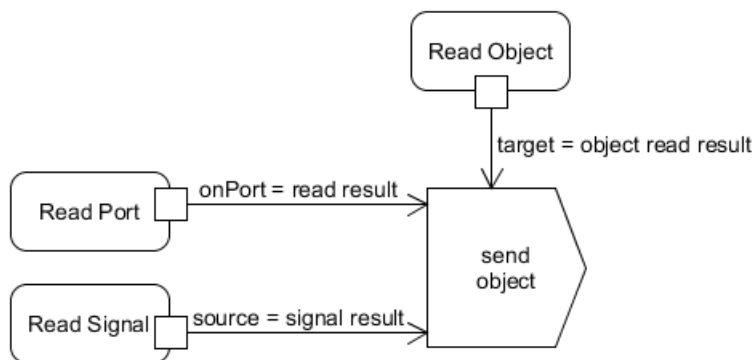 Read Object
target = object read result
onPort = read result
Read Port
send
object
source = signal result
Read Signal